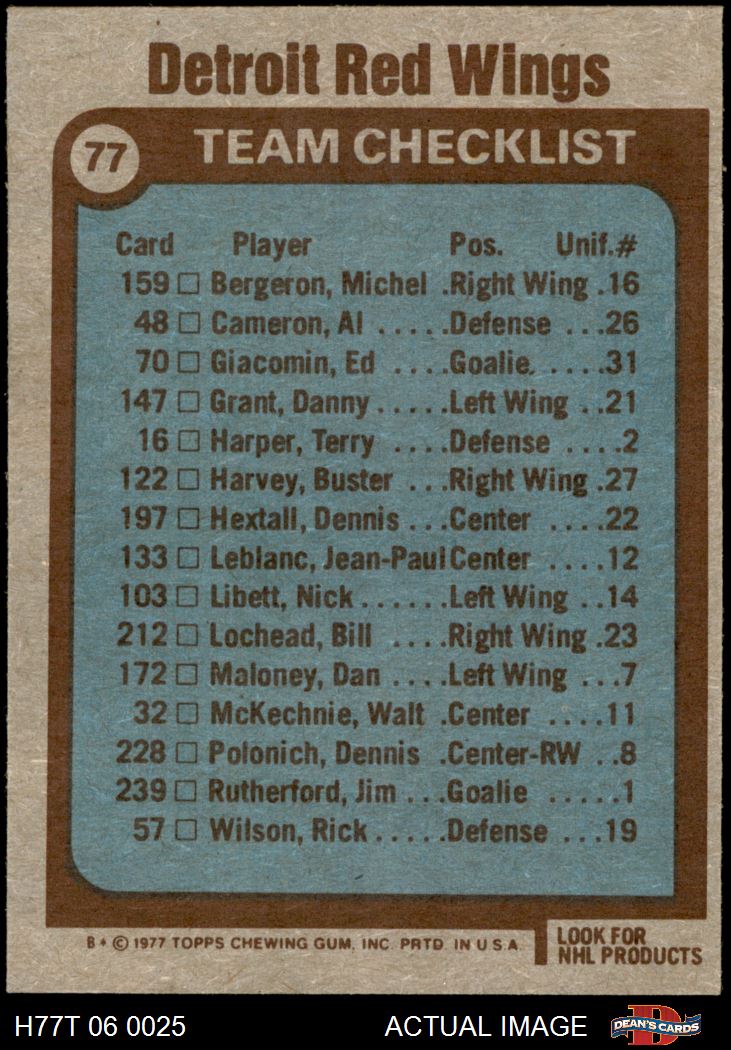 Detroit Red Wings
77 TEAM CHECKLIST
Card Player Pos. Unif.#
159 □ Bergeron, Michel .Right Wing .16
48 □ Cameron, Al .....Defense ...26
70 □ Giacomin, Ed ....Goalie. ....31
147 □ Grant, Danny.....Left Wing ..21
16 □ Harper, Terry ....Defense ....2
122 □ Harvey, Buster ...Right Wing .27
197 □ Hextall, Dennis ...Center ....22
133 □ Leblanc, Jean-Paul Center ....12
103 □ Libett, Nick......Left Wing ..14
212 □ Lochead, Bill ....Right Wing .23
172 □ Maloney, Dan ....Left Wing ...7
32 □ McKechnie, Walt .Center ....11
228 □ Polonich, Dennis .Center-RW ..8
239 □ Rutherford, Jim ...Goalie .....1
57 □ Wilson, Rick.....Defense ...19
B* © 1977 TOPPS CHEWING GUM, INC. PRTD. IN U.S.A.
LOOK FOR
NHL PRODUCTS
H77T 06 0025 ACTUAL IMAGE D DEAN'S CARDS